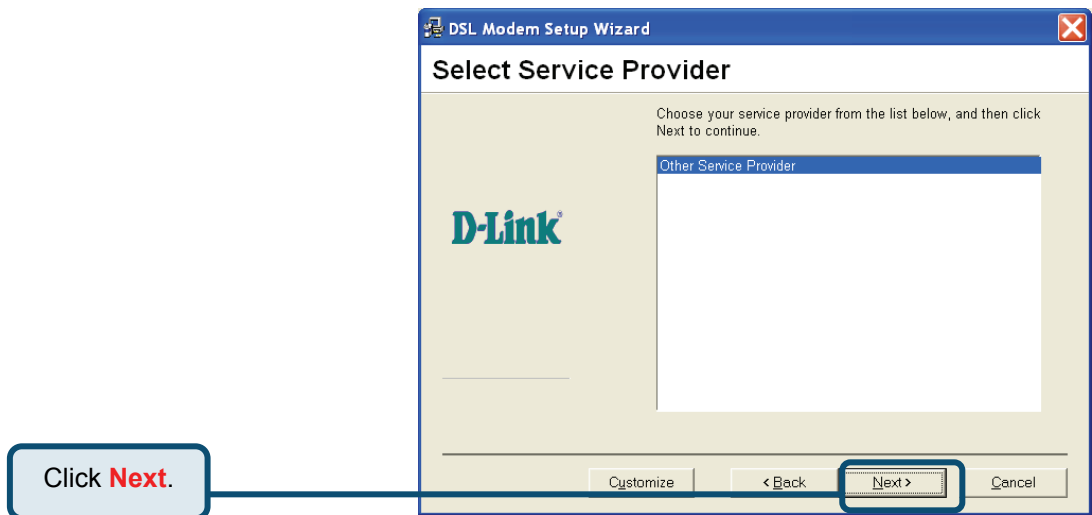 DSL Modem Setup Wizard
Select Service Provider
Choose your service provider from the list below, and then click
Next to continue.
Other Service Provider
D-Link®
Click Next.
Customize
< Back
Next >
Cancel